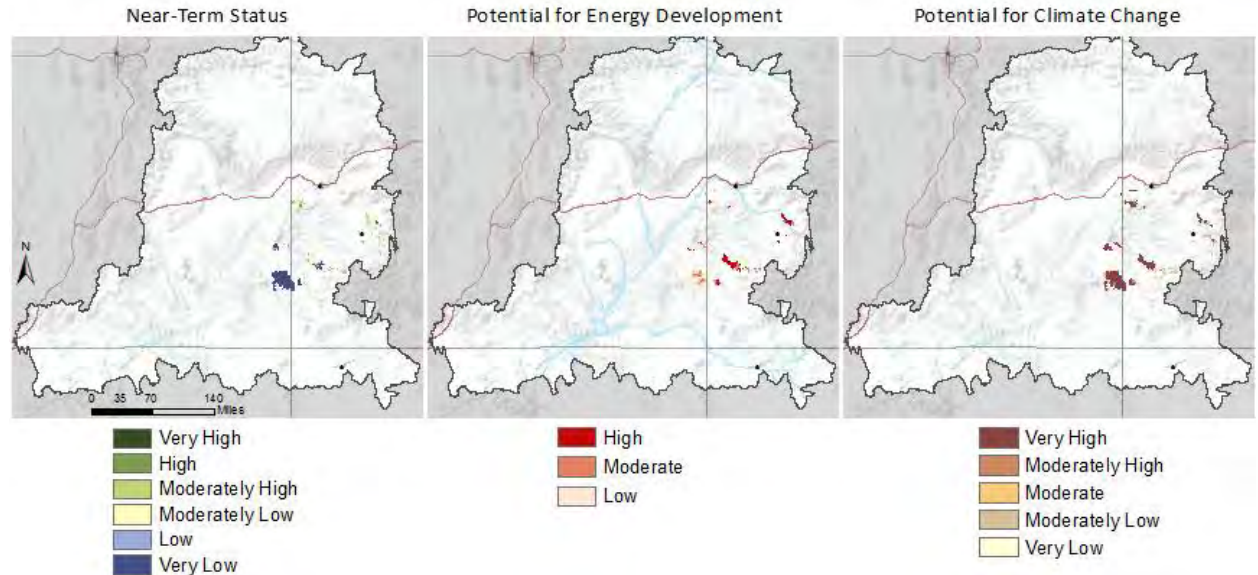 Near-Term Status
Potential for Energy Development
Potential for Climate Change
N
0 35 70 140
Miles
Very High
High
Moderately High
Moderately Low
Low
Very Low
High
Moderate
Low
Very High
Moderately High
Moderate
Moderately Low
Very Low